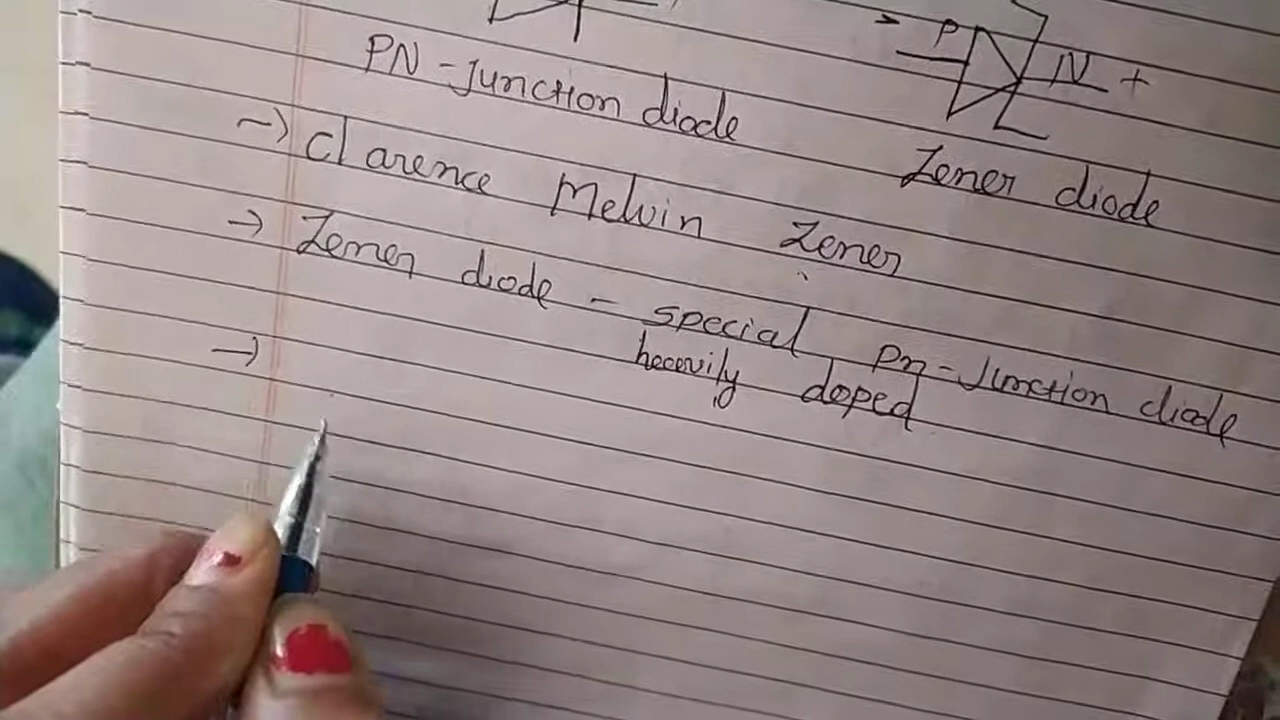 - P N +
PN-Junction diode
Zener diode
→ Clarence Melvin Zener
→ Zener diode - special pn-Junction diode
heavily doped
→